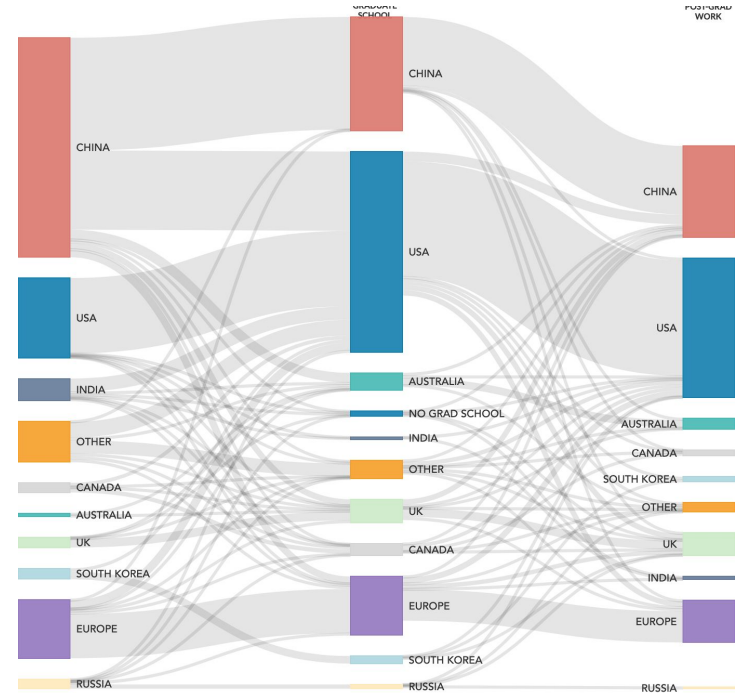 GRADUATE
SCHOOL
POST-GRAD
WORK
CHINA
USA
INDIA
OTHER
CANADA
AUSTRALIA
UK
SOUTH KOREA
EUROPE
RUSSIA
CHINA
USA
AUSTRALIA
NO GRAD SCHOOL
INDIA
OTHER
UK
CANADA
EUROPE
SOUTH KOREA
RUSSIA
CHINA
USA
AUSTRALIA
CANADA
SOUTH KOREA
OTHER
UK
INDIA
EUROPE
RUSSIA